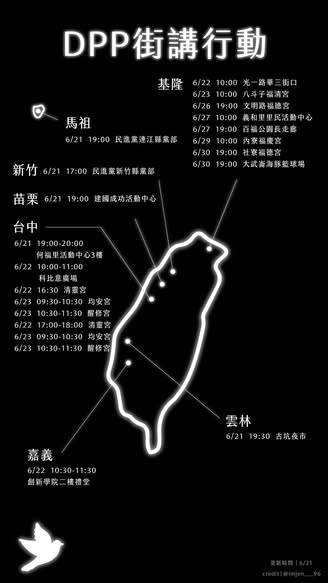 DPP街講行動
基隆
6/22 10:00 光一路華三街口
6/23 10:00 八斗子福清宮
6/26 19:00 文明路福德宮
6/27 10:00 義和里里民活動中心
6/27 19:00 百福公園長走廊
6/29 10:00 內寮福慶宮
6/30 19:00 社寮福德宮
6/30 19:00 大武崙海豚籃球場
馬祖
6/21 19:00 民進黨連江縣黨部
新竹 6/21 17:00 民進黨新竹縣黨部
苗栗 6/21 19:00 建國成功活動中心
台中
6/21 19:00-20:00
何福里活動中心3樓
6/22 10:00-11:00
科比意廣場
6/22 16:30 清靈宮
6/23 09:30-10:30 均安宮
6/23 10:30-11:30 醒修宮
6/22 17:00-18:00 清靈宮
6/23 09:30-10:30 均安宮
6/23 10:30-11:30 醒修宮
雲林
6/21 19:30 古坑夜市
嘉義
6/22 10:30-11:30
創新學院二樓禮堂
更新時間｜6/21
credit|@imjen___.96